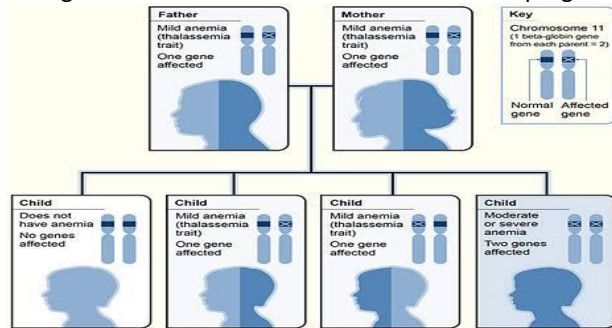 Father
Mild anemia
(thalassemia
trait)
One gene
affected
Mother
Mild anemia
(thalassemia
trait)
One gene
affected
Key
Chromosome 11
(1 beta-globin gene
from each parent = 2)
Normal
gene
Affected
gene
Child
Does not
have anemia
No genes
affected
Child
Mild anemia
(thalassemia
trait)
One gene
affected
Child
Mild anemia
(thalassemia
trait)
One gene
affected
Child
Moderate
or severe
anemia
Two genes
affected